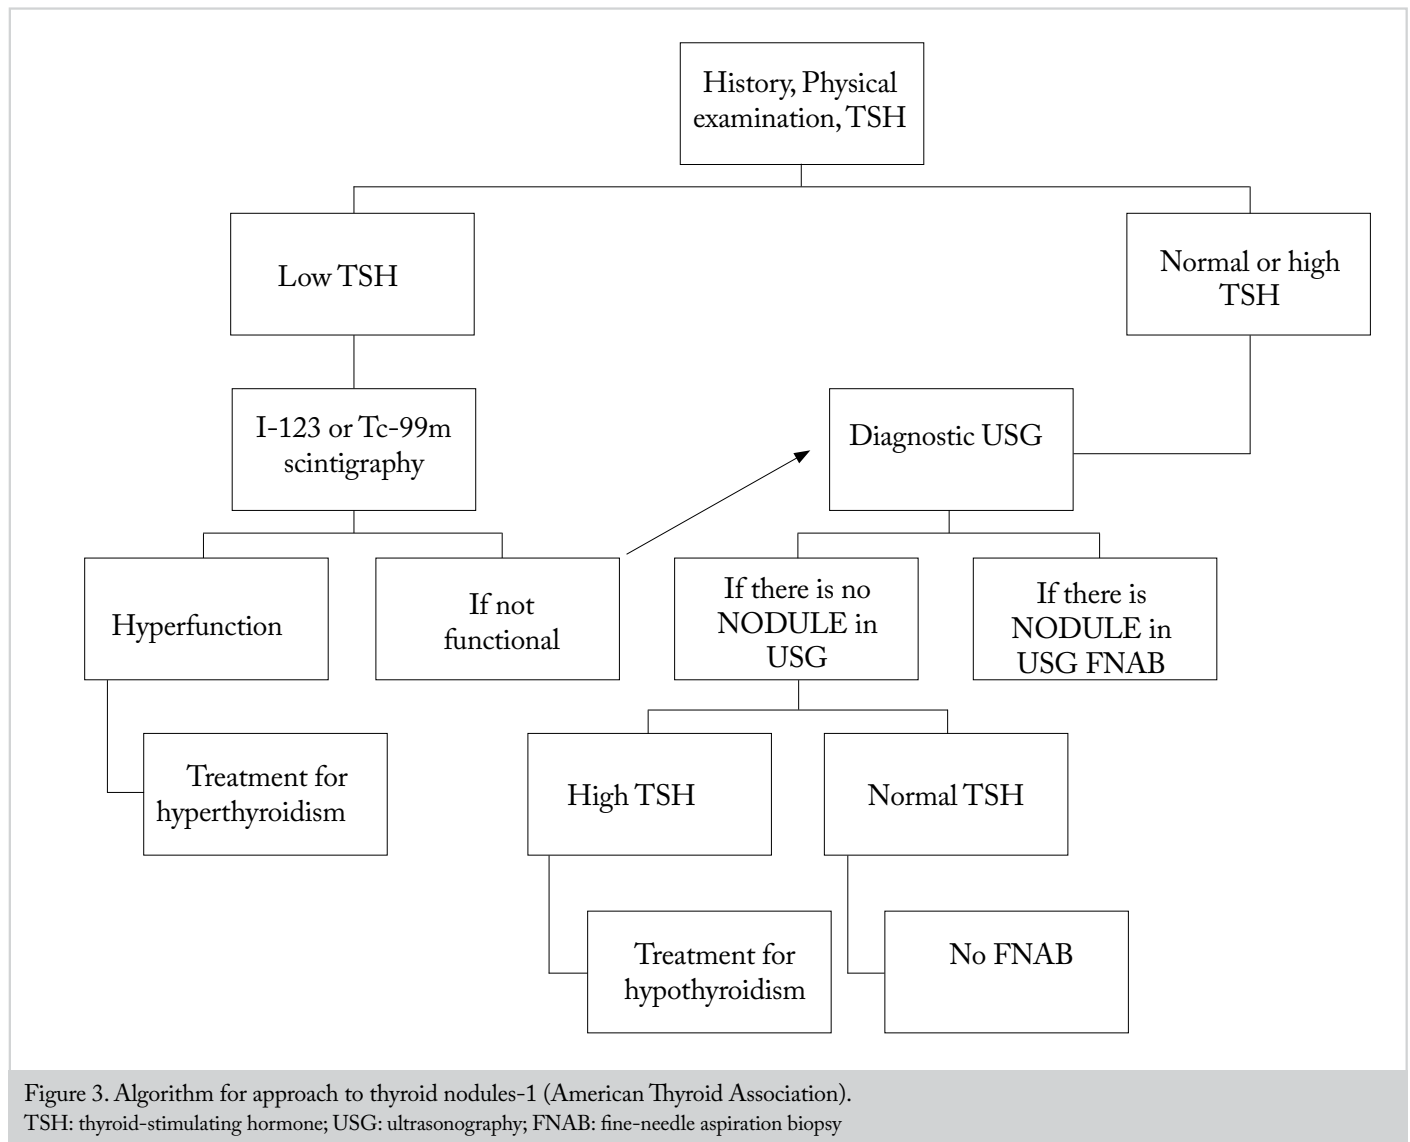 History, Physical
examination, TSH
Low TSH
Normal or high
TSH
I-123 or Tc-99m
scintigraphy
Diagnostic USG
Hyperfunction
If not
functional
If there is no
NODULE in
USG
If there is
NODULE in
USG FNAB
Treatment for
hyperthyroidism
High TSH
Normal TSH
Treatment for
hypothyroidism
No FNAB
Figure 3. Algorithm for approach to thyroid nodules-1 (American Thyroid Association).
TSH: thyroid-stimulating hormone; USG: ultrasonography; FNAB: fine-needle aspiration biopsy